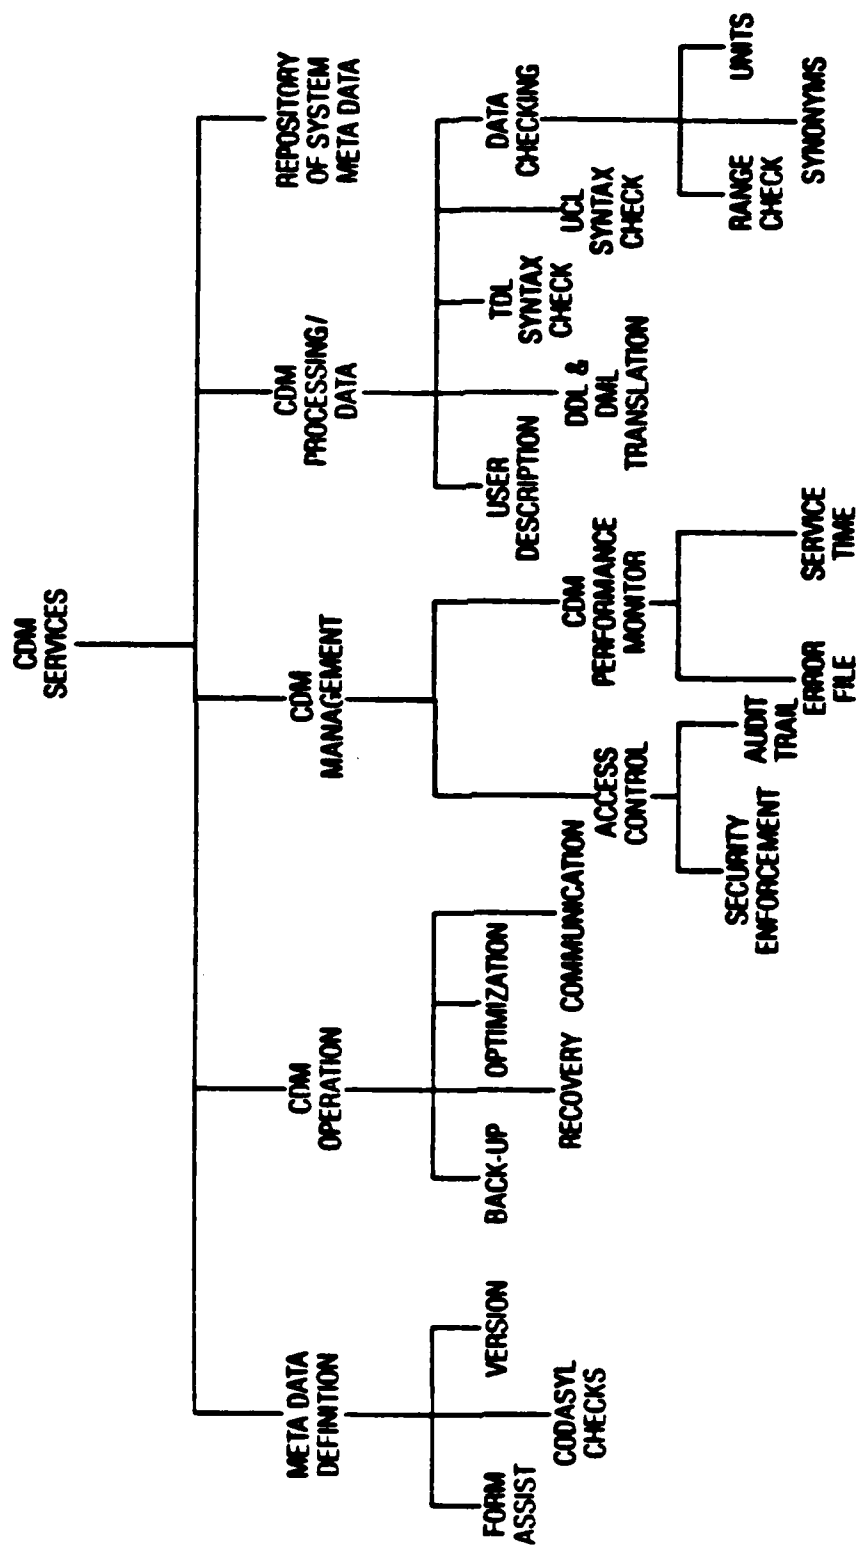 CDM
SERVICES
META DATA
DEFINITION
CDM
OPERATION
CDM
MANAGEMENT
CDM
PROCESSING/
DATA
REPOSITORY
OF SYSTEM
META DATA
FORM
ASSIST
CODASYL
CHECKS
VERSION
BACK-UP
RECOVERY
OPTIMIZATION
COMMUNICATION
ACCESS
CONTROL
SECURITY
ENFORCEMENT
AUDIT
TRAIL
CDM
PERFORMANCE
MONITOR
ERROR
FILE
SERVICE
TIME
USER
DESCRIPTION
DDL &
DML
TRANSLATION
TDL
SYNTAX
CHECK
UCL
SYNTAX
CHECK
DATA
CHECKING
RANGE
CHECK
SYNONYMS
UNITS